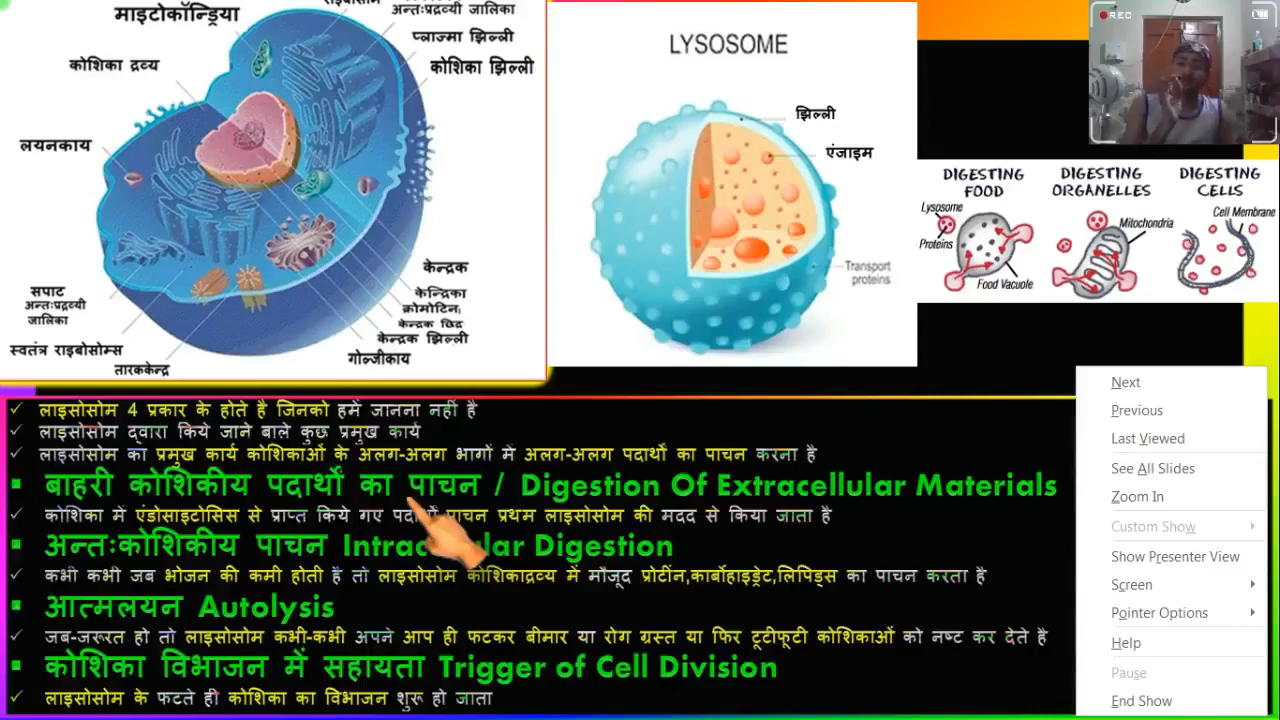 माइटोकॉन्ड्रिया
अन्तःप्रद्रव्यी जालिका
प्लाज्मा झिल्ली
कोशिका द्रव्य
कोशिका झिल्ली
लयनकाय
केन्द्रक
केन्द्रिका
क्रोमोटिन
केन्द्रक छिद्र
केन्द्रक झिल्ली
गोल्जीकाय
सपाट
अन्तःप्रद्रव्यी
जालिका
स्वतंत्र राइबोसोम्स
तारककेन्द्र
LYSOSOME
झिल्ली
एंजाइम
Transport
proteins
REC
DIGESTING
FOOD
Lysosome
Proteins
Food Vacuole
DIGESTING
ORGANELLES
Mitochondria
DIGESTING
CELLS
Cell Membrane
लाइसोसोम 4 प्रकार के होते है जिनको हमें जानना नहीं है
लाइसोसोम द्वारा किये जाने बाले कुछ प्रमुख कार्य
लाइसोसोम का प्रमुख कार्य कोशिकाओं के अलग-अलग भागों में अलग-अलग पदार्थो का पाचन करना है
बाहरी कोशिकीय पदार्थो का पाचन / Digestion Of Extracellular Materials
कोशिका में एंडोसाइटोसिस से प्राप्त किये गए पाचन प्रथम लाइसोसोम की मदद से किया जाता है
अन्तःकोशिकीय पाचन Digestion
कभी कभी जब भोजन की कमी होती है तो लाइसोसोम कोशिकाद्रव्य में मौजूद प्रोटीन,कार्बोहाइड्रेट,लिपिड्स का पाचन करता है
आत्मलयन Autolysis
जब-जरूरत हो तो लाइसोसोम कभी-कभी अपने आप ही फटकर बीमार या रोग ग्रस्त या फिर टूटीफूटी कोशिकाओं को नष्ट कर देते है
कोशिका विभाजन में सहायता Trigger of Cell Division
लाइसोसोम के फटते ही कोशिका का विभाजन शुरू हो जाता
Next
Previous
Last Viewed
See All Slides
Zoom In
Custom Show
Show Presenter View
Screen
Pointer Options
Help
Pause
End Show